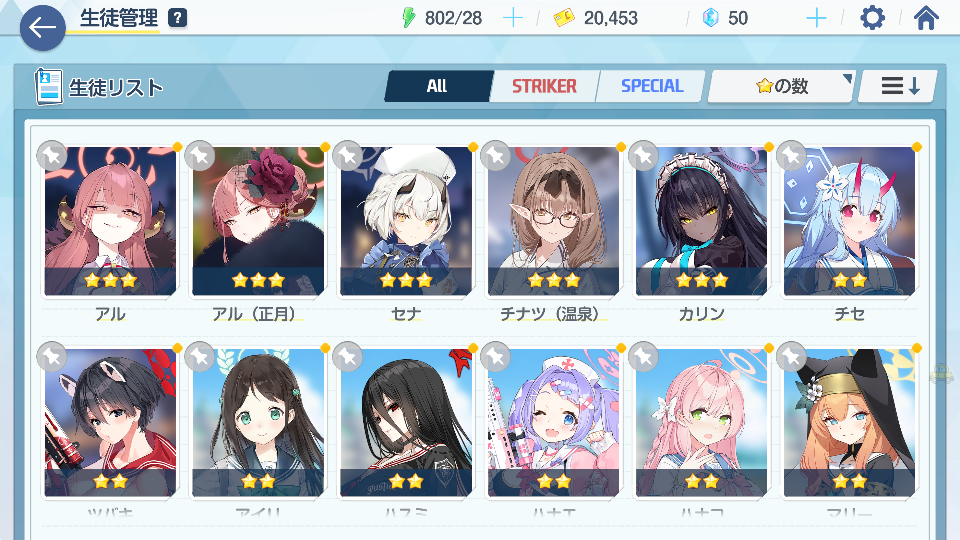 生徒管理 ? 802/28 20,453 50
生徒リスト All STRIKER SPECIAL の数
アル アル（正月） セナ チナツ（温泉） カリン チセ
ツバキ アイリ ハスミ ハナエ ハナコ マリー